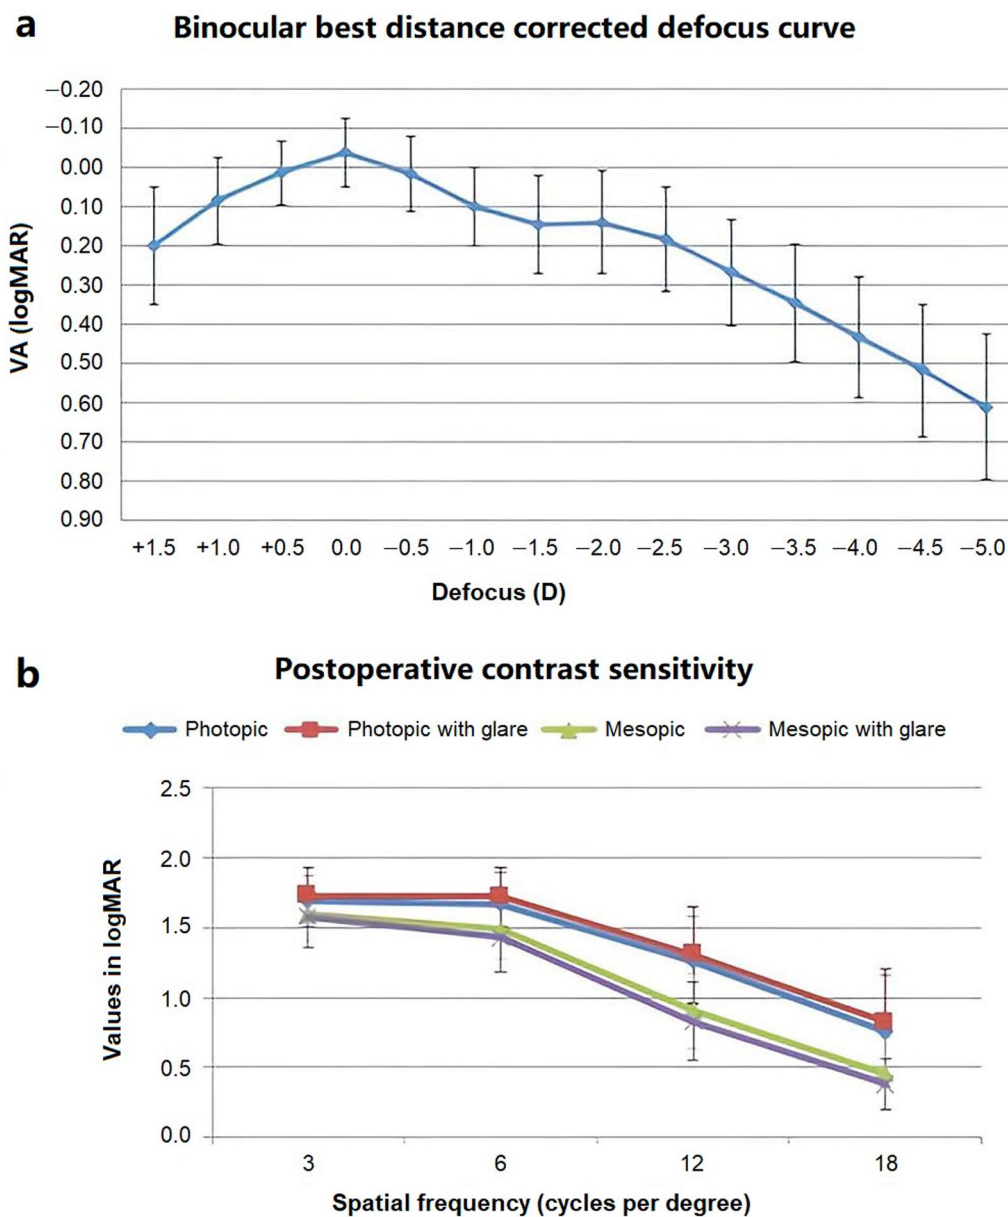 a
Binocular best distance corrected defocus curve
−0.20
−0.10
0.00
0.10
0.20
0.30
0.40
0.50
0.60
0.70
0.80
0.90
VA (logMAR)
+1.5 +1.0 +0.5 0.0 −0.5 −1.0 −1.5 −2.0 −2.5 −3.0 −3.5 −4.0 −4.5 −5.0
Defocus (D)
b
Postoperative contrast sensitivity
Photopic Photopic with glare Mesopic Mesopic with glare
2.5
2.0
1.5
1.0
0.5
0.0
Values in logMAR
3 6 12 18
Spatial frequency (cycles per degree)